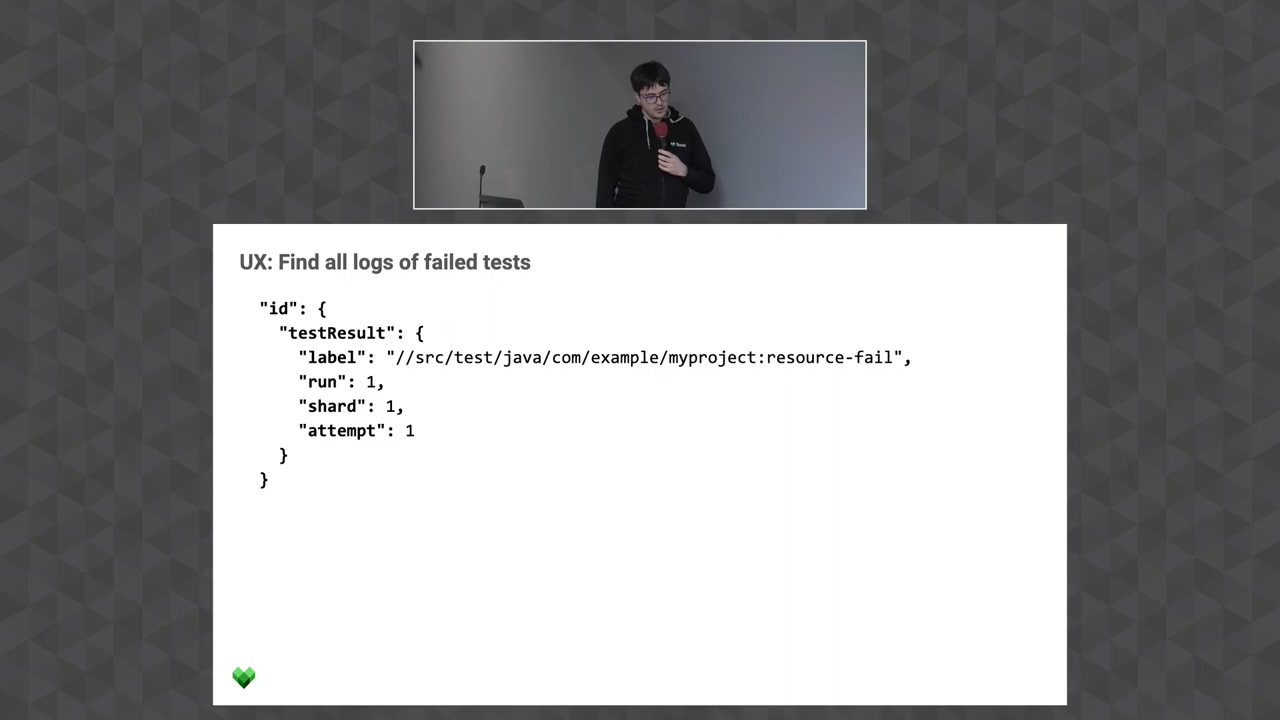 UX: Find all logs of failed tests
"id": {
"testResult": {
"label": "//src/test/java/com/example/myproject:resource-fail",
"run": 1,
"shard": 1,
"attempt": 1
}
}